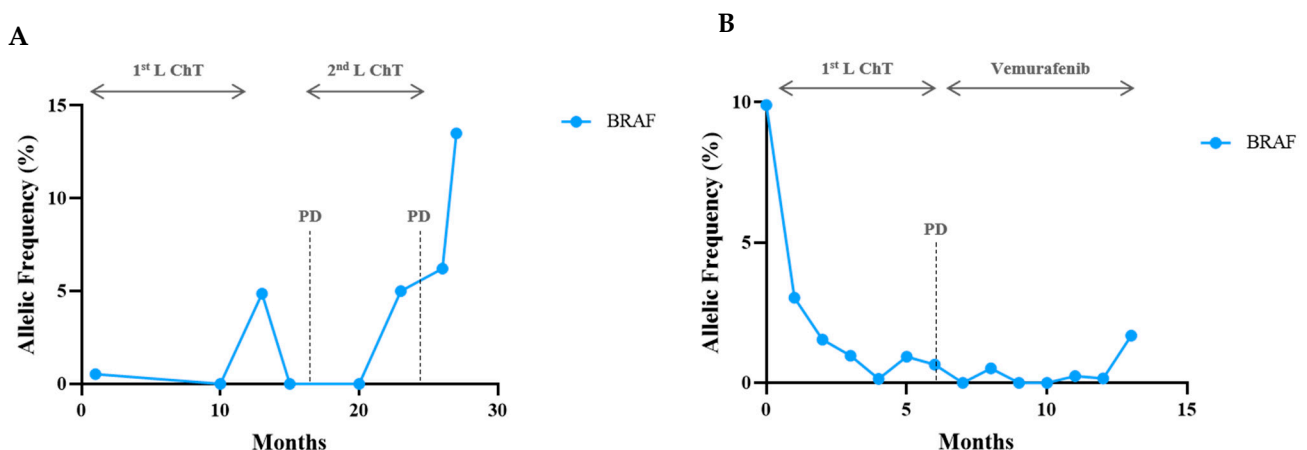 A
1st L ChT
2nd L ChT
15
10
5
0
Allelic Frequency (%)
PD
PD
BRAF
0
10
20
30
Months
B
1st L ChT
Vemurafenib
10
5
0
Allelic Frequency (%)
PD
BRAF
0
5
10
15
Months